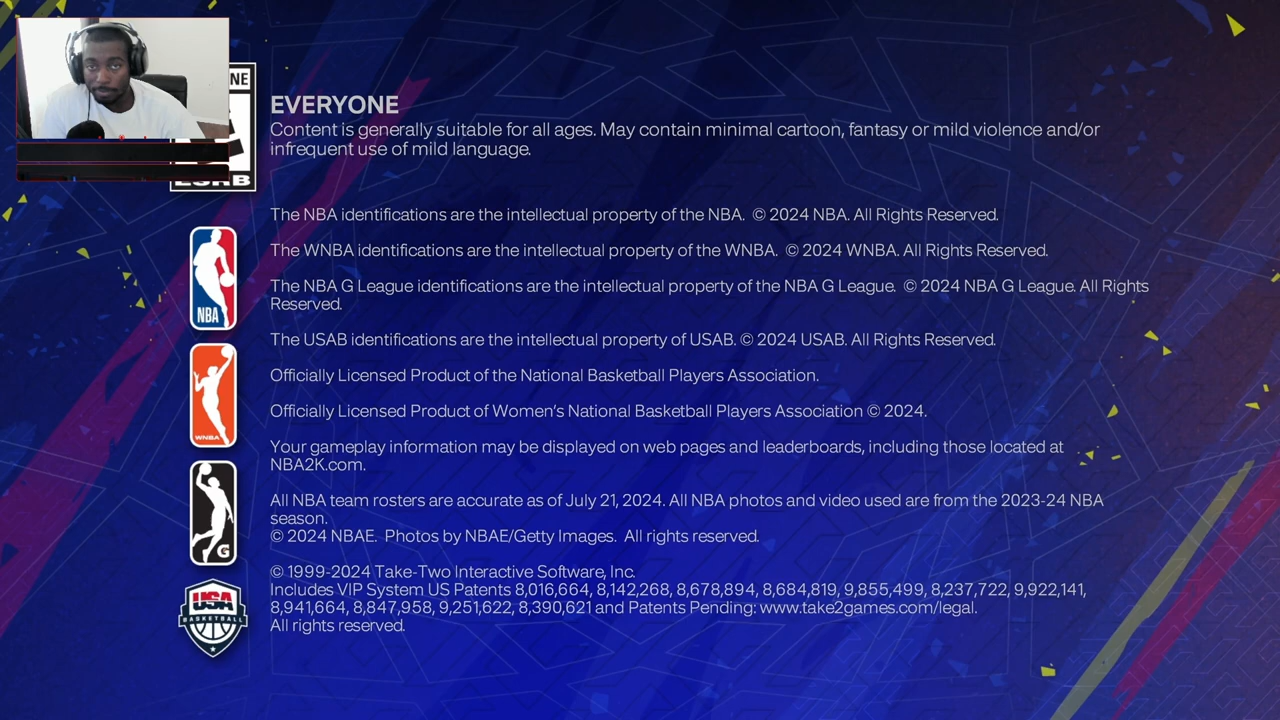 NE
EVERYONE
Content is generally suitable for all ages. May contain minimal cartoon, fantasy or mild violence and/or
infrequent use of mild language.
ESRB
The NBA identifications are the intellectual property of the NBA. © 2024 NBA. All Rights Reserved.
The WNBA identifications are the intellectual property of the WNBA. © 2024 WNBA. All Rights Reserved.
The NBA G League identifications are the intellectual property of the NBA G League. © 2024 NBA G League. All Rights
Reserved.
NBA
The USAB identifications are the intellectual property of USAB. © 2024 USAB. All Rights Reserved.
Officially Licensed Product of the National Basketball Players Association.
Officially Licensed Product of Women's National Basketball Players Association © 2024.
WNBA
Your gameplay information may be displayed on web pages and leaderboards, including those located at
NBA2K.com.
All NBA team rosters are accurate as of July 21, 2024. All NBA photos and video used are from the 2023-24 NBA
season.
© 2024 NBAE. Photos by NBAE/Getty Images. All rights reserved.
G
© 1999-2024 Take-Two Interactive Software, Inc.
Includes VIP System US Patents 8,016,664, 8,142,268, 8,678,894, 8,684,819, 9,855,499, 8,237,722, 9,922,141,
8,941,664, 8,847,958, 9,251,622, 8,390,621 and Patents Pending: www.take2games.com/legal.
All rights reserved.
USA
BASKETBALL